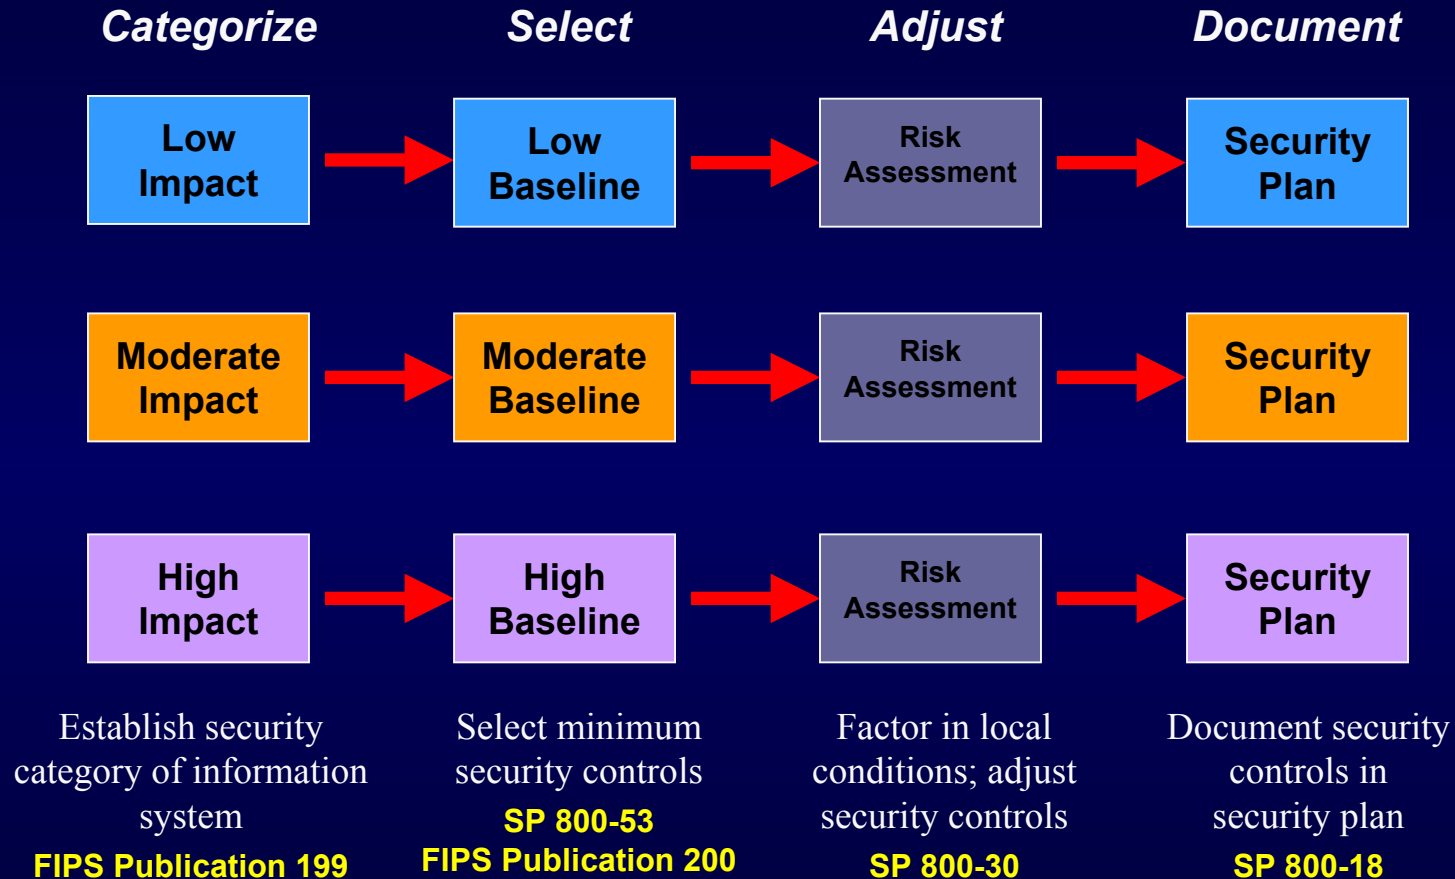 Categorize
Select
Adjust
Document
Low
Impact
Low
Baseline
Risk
Assessment
Security
Plan
Moderate
Impact
Moderate
Baseline
Risk
Assessment
Security
Plan
High
Impact
High
Baseline
Risk
Assessment
Security
Plan
Establish security
category of information
system
FIPS Publication 199
Select minimum
security controls
SP 800-53
FIPS Publication 200
Factor in local
conditions; adjust
security controls
SP 800-30
Document security
controls in
security plan
SP 800-18